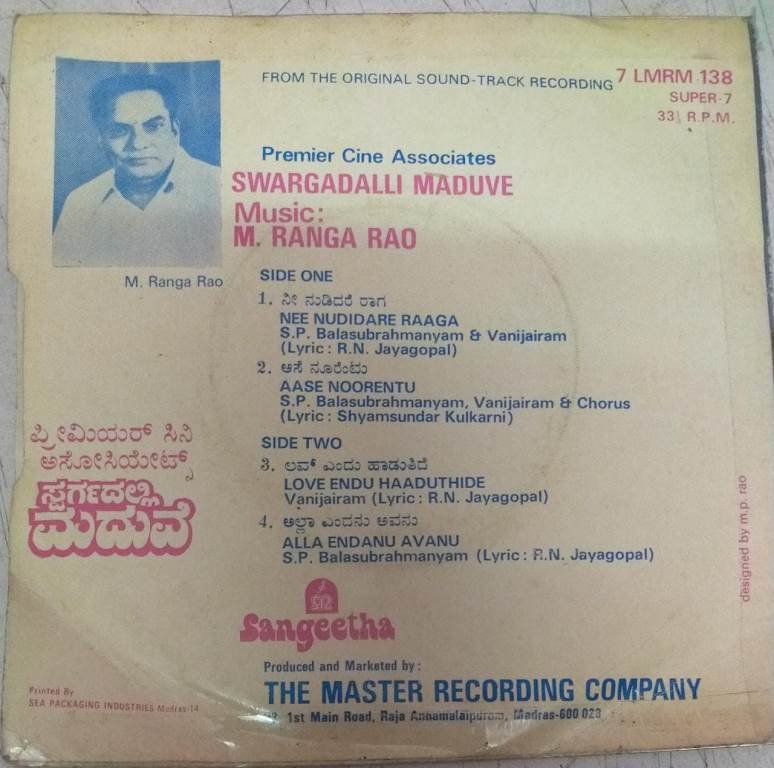 FROM THE ORIGINAL SOUND-TRACK RECORDING
7 LMRM 138
SUPER-7
33⅓ R.P.M.
Premier Cine Associates
SWARGADALLI MADUVE
Music:
M. RANGA RAO
M. Ranga Rao
SIDE ONE
1. ನೀ ನುಡಿದರೆ ರಾಗ
NEE NUDIDARE RAAGA
S.P. Balasubrahmanyam & Vanijairam
(Lyric : R.N. Jayagopal)
2. ಆಸೆ ನೂರೆಂಟು
AASE NOORENTU
S.P. Balasubrahmanyam, Vanijairam & Chorus
(Lyric : Shyamsundar Kulkarni)
SIDE TWO
3. ಲವ್ ಎಂದು ಹಾಡುತಿದೆ
LOVE ENDU HAADUTHIDE
Vanijairam (Lyric : R.N. Jayagopal)
4. ಅಲ್ಲಾ ಎಂದನು ಅವನು
ALLA ENDANU AVANU
S.P. Balasubrahmanyam (Lyric : R.N. Jayagopal)
ಪ್ರೀಮಿಯರ್ ಸಿನಿ
ಅಸೋಸಿಯೇಟ್ಸ್
ಸ್ವರ್ಗದಲ್ಲಿ
ಮದುವೆ
designed by m.p. rao
Sangeetha
Produced and Marketed by :
THE MASTER RECORDING COMPANY
1st Main Road, Raja Annamalaipuram, Madras-600 028
Printed By
SEA PACKAGING INDUSTRIES Madras-14